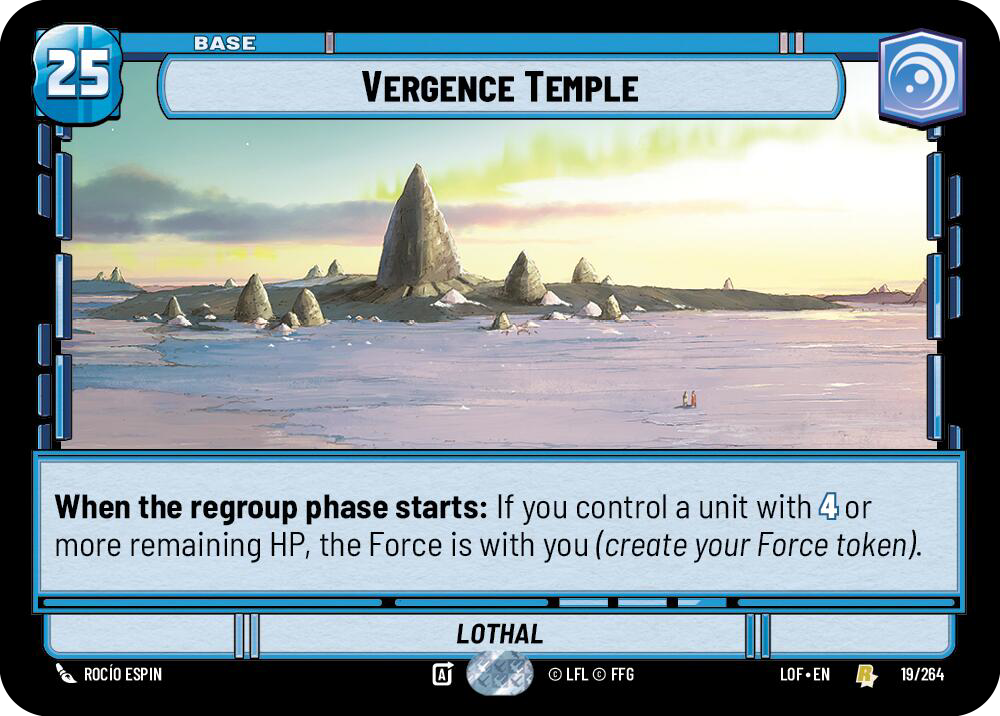 BASE
25
VERGENCE TEMPLE
When the regroup phase starts: If you control a unit with 4 or
more remaining HP, the Force is with you (create your Force token).
LOTHAL
ROCÍO ESPIN
A
© LFL © FFG
LOF • EN
R
19/264